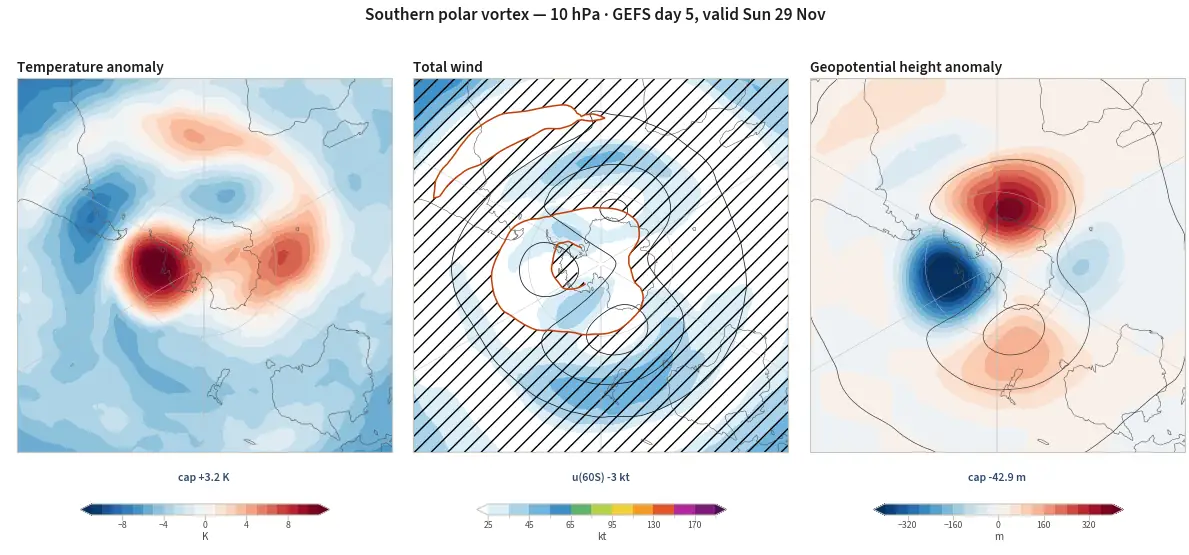 Southern polar vortex — 10 hPa · GEFS day 5, valid Sun 29 Nov
Temperature anomaly
Total wind
Geopotential height anomaly
cap +3.2 K
u(60S) -3 kt
cap -42.9 m
−8 −4 0 4 8
K
25 45 65 95 130 170
kt
−320 −160 0 160 320
m